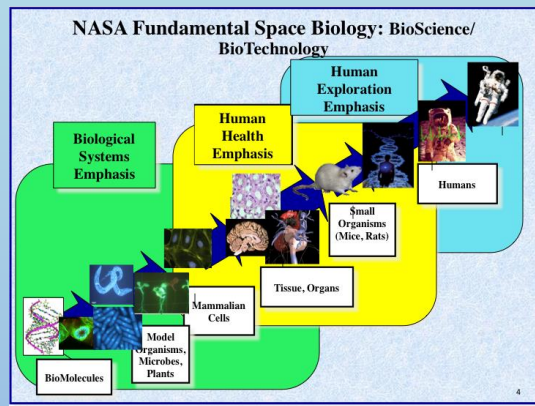 NASA Fundamental Space Biology: BioScience/
BioTechnology
Human
Exploration
Emphasis
Human
Health
Emphasis
Biological
Systems
Emphasis
Humans
Small
Organisms
(Mice, Rats)
Tissue, Organs
Mammalian
Cells
Model
Organisms,
Microbes,
Plants
BioMolecules
4